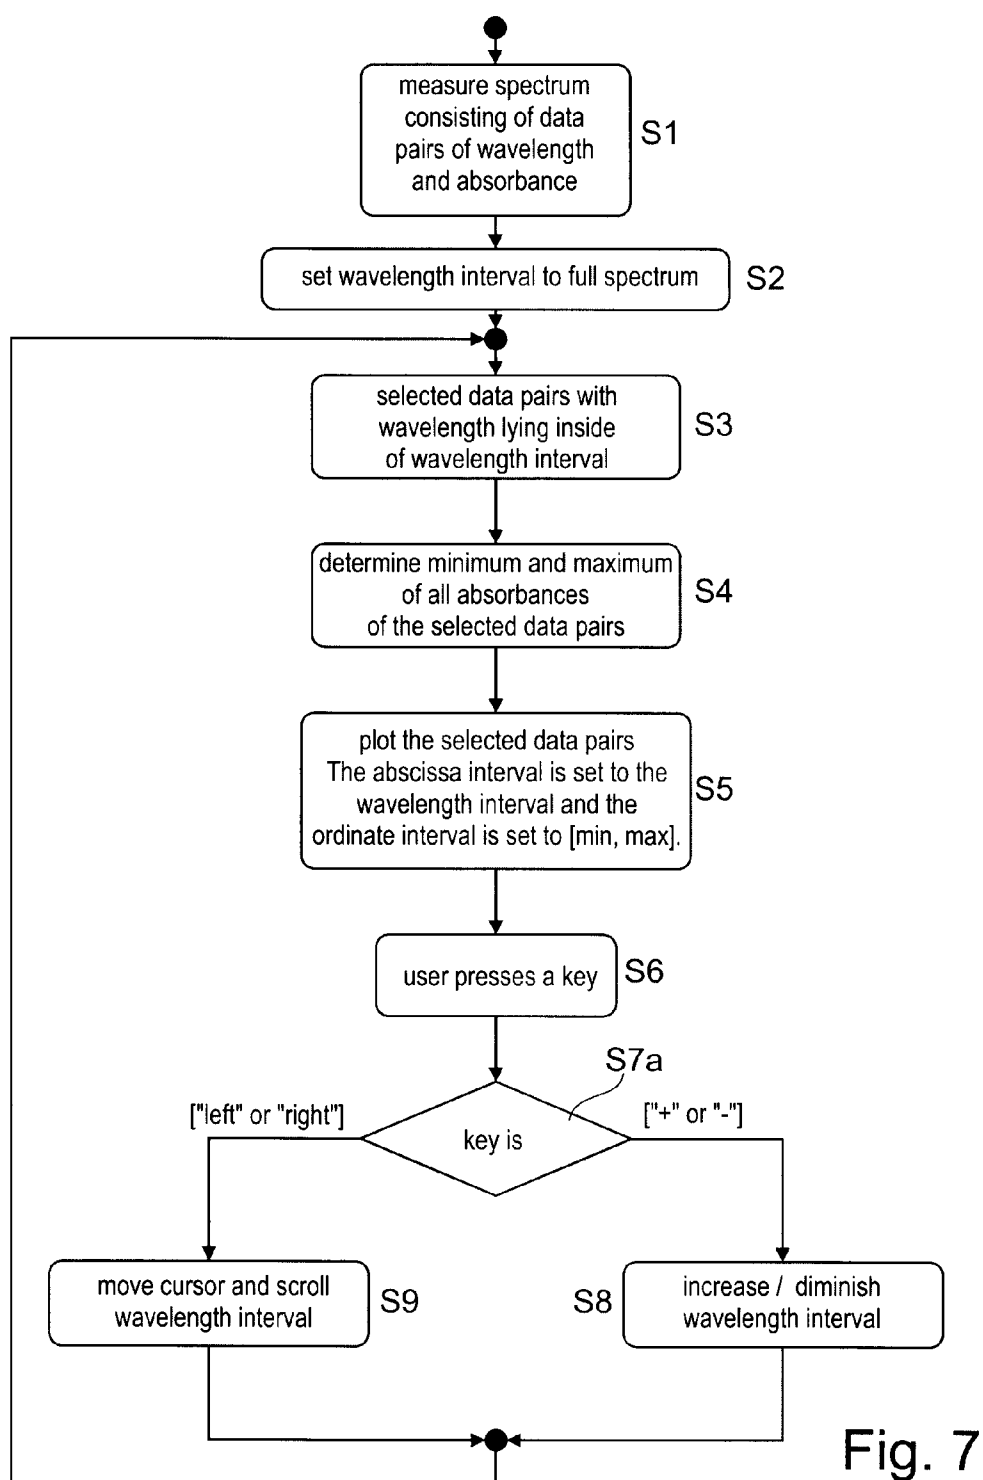 measure spectrum
consisting of data
pairs of wavelength
and absorbance
S1
set wavelength interval to full spectrum
S2
selected data pairs with
wavelength lying inside
of wavelength interval
S3
determine minimum and maximum
of all absorbances
of the selected data pairs
S4
plot the selected data pairs
The abscissa interval is set to the
wavelength interval and the
ordinate interval is set to [min, max].
S5
user presses a key
S6
S7a
["left" or "right"]
key is
["+" or "-"]
move cursor and scroll
wavelength interval
S9
S8
increase / diminish
wavelength interval
Fig. 7